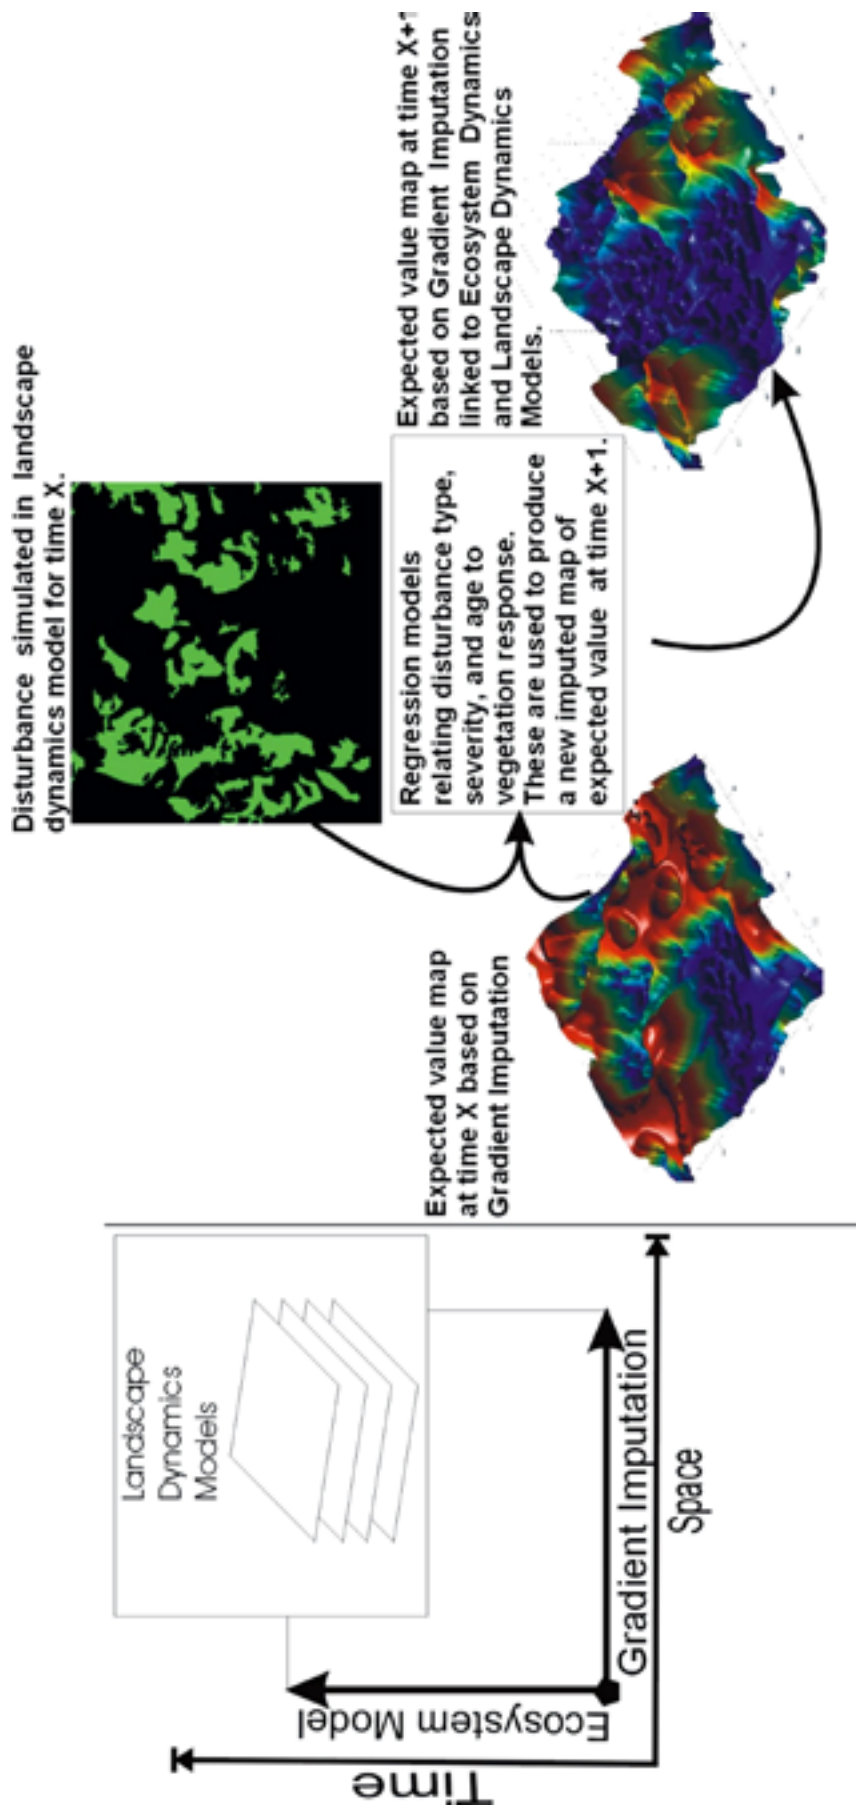 Time
Ecosystem Model
Landscape
Dynamics
Models
Gradient Imputation
Space
Expected value map
at time X based on
Gradient Imputation
Disturbance simulated in landscape
dynamics model for time X.
Regression models
relating disturbance type,
severity, and age to
vegetation response.
These are used to produce
a new imputed map of
expected value at time X+1.
Expected value map at time X+1
based on Gradient Imputation
linked to Ecosystem Dynamics
and Landscape Dynamics
Models.